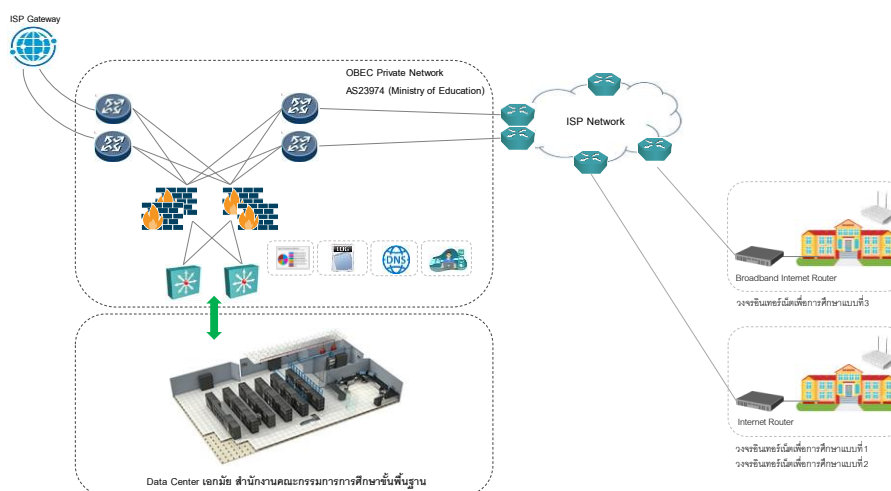 ISP Gateway
OBEC Private Network
AS23974 (Ministry of Education)
ISP Network
LOG
DNS
Broadband Internet Router
วงจรอินเทอร์เน็ตเพื่อการศึกษาแบบที่3
Internet Router
วงจรอินเทอร์เน็ตเพื่อการศึกษาแบบที่1
วงจรอินเทอร์เน็ตเพื่อการศึกษาแบบที่2
Data Center เอกมัย สำนักงานคณะกรรมการการศึกษาขั้นพื้นฐาน